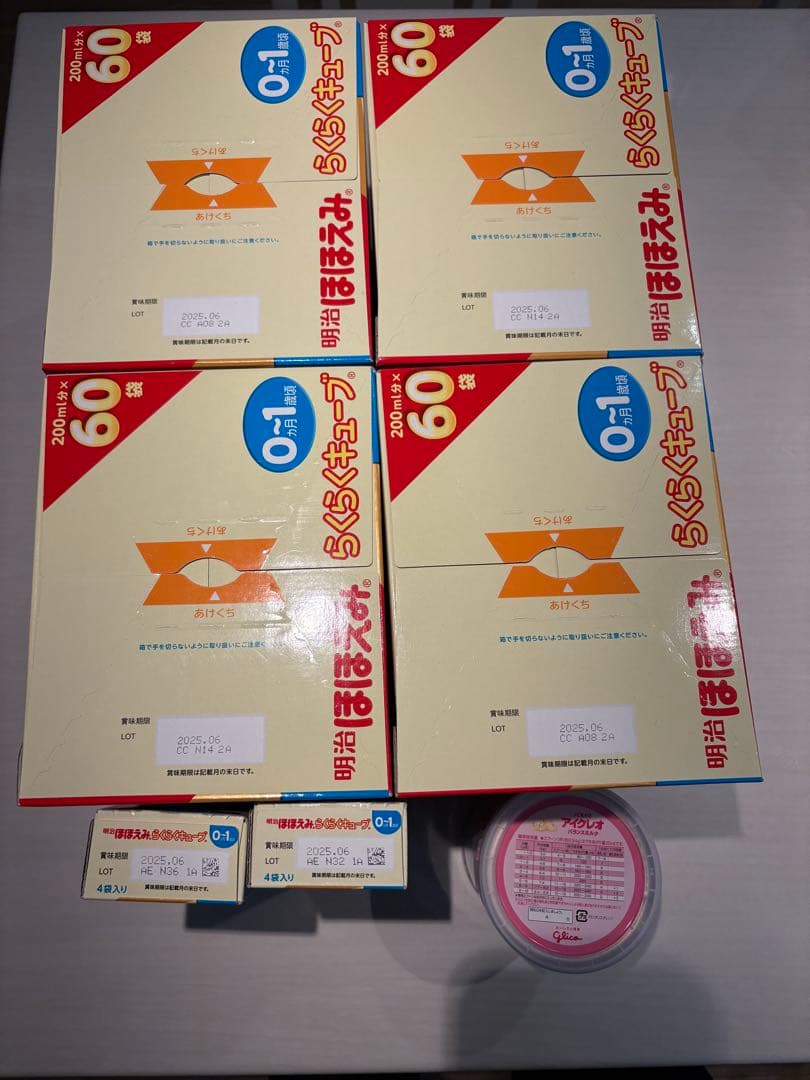 200ml分×
60袋
0~1歳頃
カ月
らくらくキューブ
明治ほほえみ®
あけくち
あけくち
箱で手を切らないように取り扱いにご注意ください。
賞味期限
LOT
2025.06
CC A08 2A
賞味期限は記載月の末日です。
200ml分×
60袋
0~1歳頃
カ月
らくらくキューブ®
明治ほほえみ®
あけくち
あけくち
箱で手を切らないように取り扱いにご注意ください。
賞味期限
LOT
2025.06
CC N14 2A
賞味期限は記載月の末日です。
200ml分×
60袋
0~1歳頃
カ月
らくらくキューブ®
明治ほほえみ®
あけくち
あけくち
箱で手を切らないように取り扱いにご注意ください。
賞味期限
LOT
2025.06
CC N14 2A
賞味期限は記載月の末日です。
200ml分×
60袋
0~1歳頃
カ月
らくらくキューブ®
明治ほほえみ
あけくち
あけくち
箱で手を切らないように取り扱いにご注意ください。
賞味期限
LOT
2025.06
CC A08 2A
賞味期限は記載月の末日です。
明治ほほえみ らくらくキューブ
0~1
賞味期限
LOT
2025.06
AE N36 1A
4袋入り
賞味期限は記載月の末日です。
明治ほほえみ らくらくキューブ
0~1
賞味期限
LOT
2025.06
AE N32 1A
4袋入り
賞味期限は記載月の末日です。
アイクレオ
バランスミルク
glico